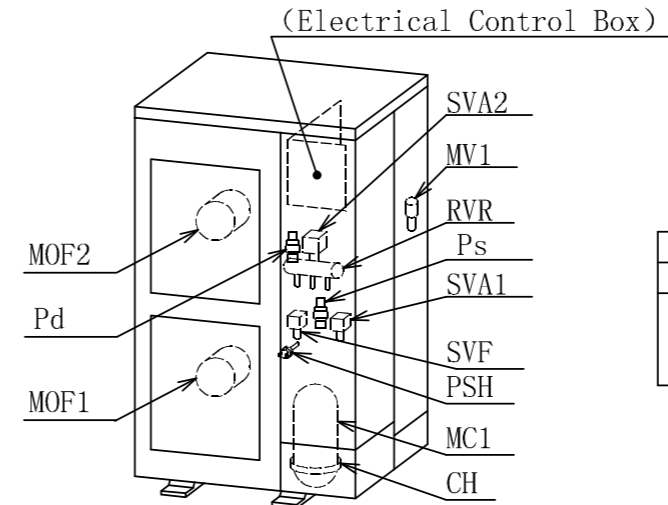 (Electrical Control Box)
SVA2
MV1
RVR
Ps
SVA1
SVF
PSH
MC1
CH
MOF2
Pd
MOF1